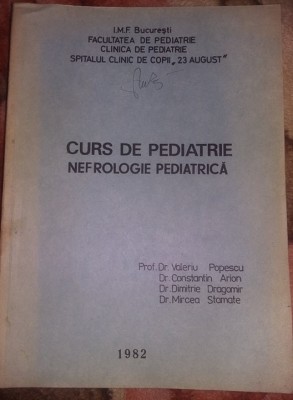 I.M.F. București
FACULTATEA DE PEDIATRIE
CLINICA DE PEDIATRIE
SPITALUL CLINIC DE COPII „23 AUGUST"
CURS DE PEDIATRIE
NEFROLOGIE PEDIATRICĂ
Prof. Dr. Valeriu Popescu
Dr. Constantin Arion
Dr. Dimitrie Dragomir
Dr. Mircea Stamate
1982